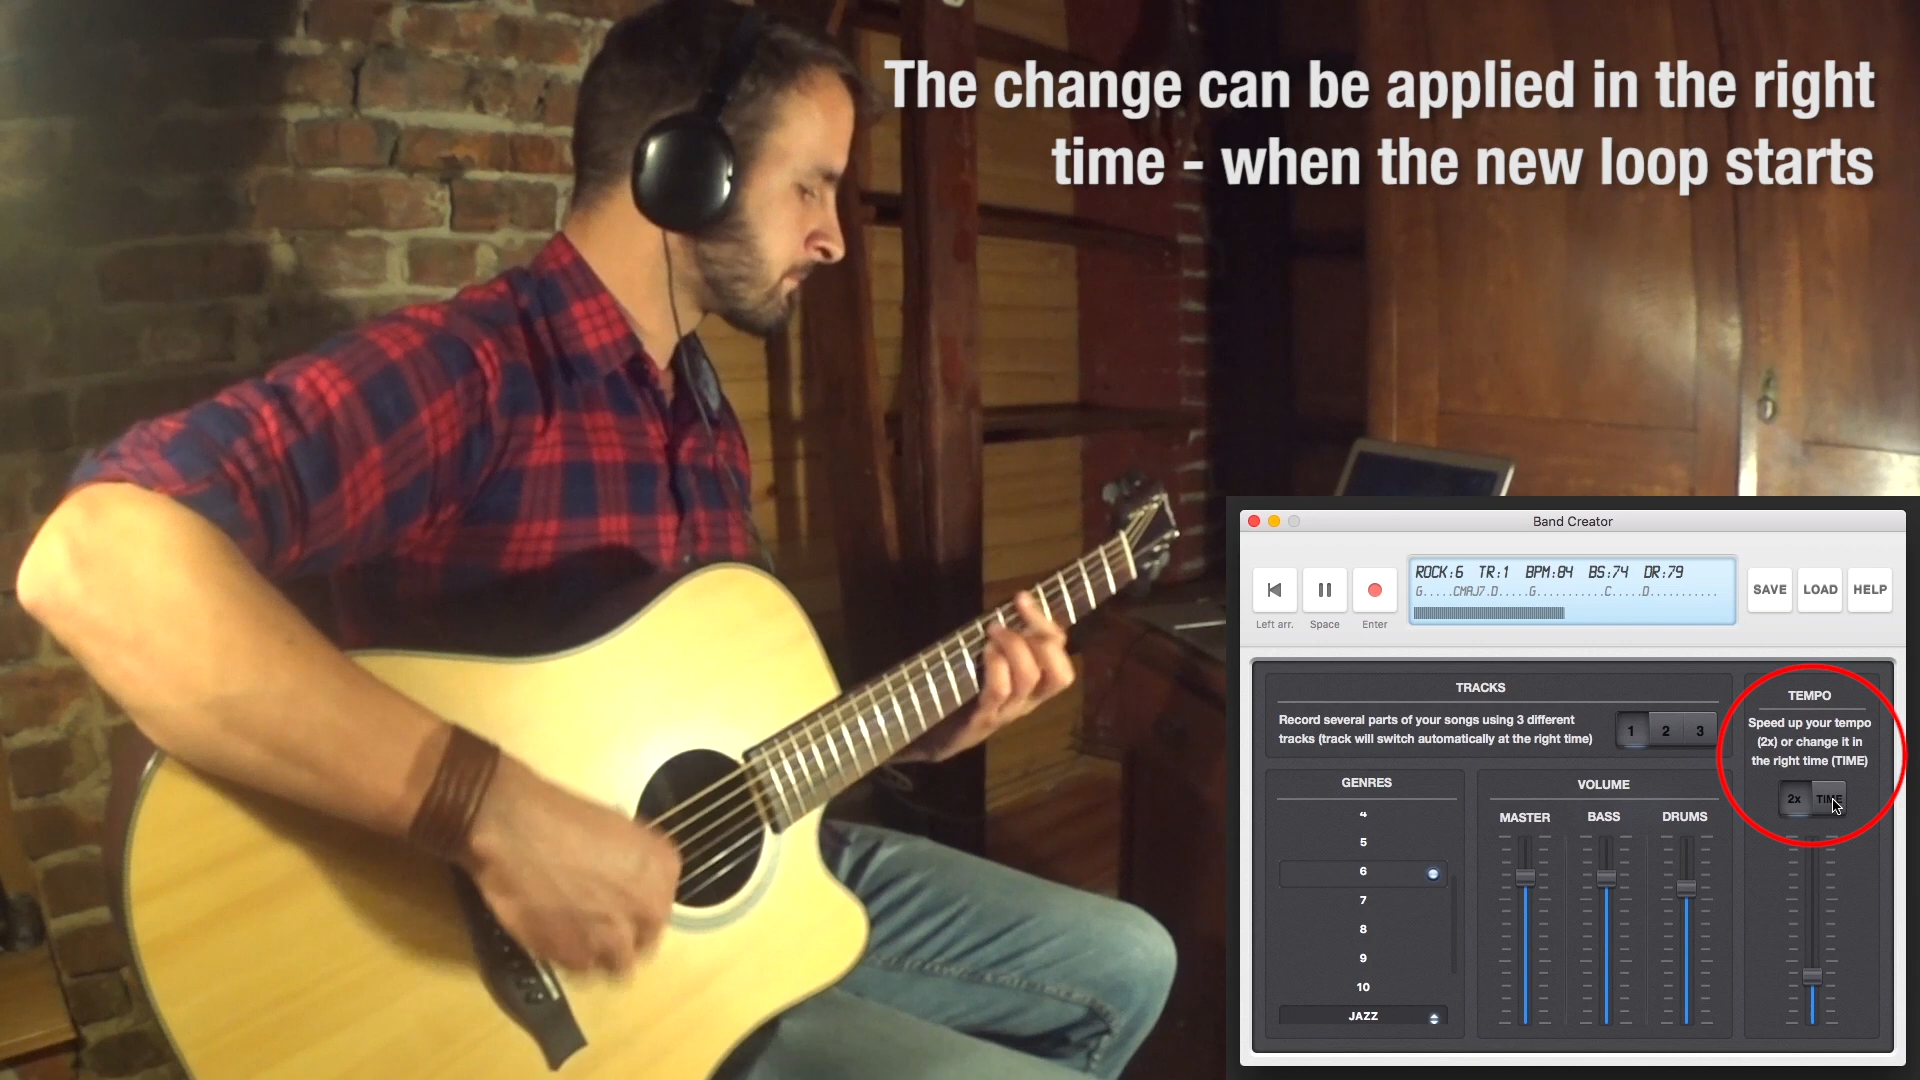 The change can be applied in the right
time - when the new loop starts
Band Creator
ROCK:6 TR:1 BPM:84 BS:74 DR:79
G.....CMAJ7.D.....G...........C.....D...........
SAVE LOAD HELP
Left arr. Space Enter
TRACKS
Record several parts of your songs using 3 different
tracks (track will switch automatically at the right time)
1 2 3
TEMPO
Speed up your tempo
(2x) or change it in
the right time (TIME)
2x TIME
GENRES
4
5
6
7
8
9
10
JAZZ
VOLUME
MASTER BASS DRUMS